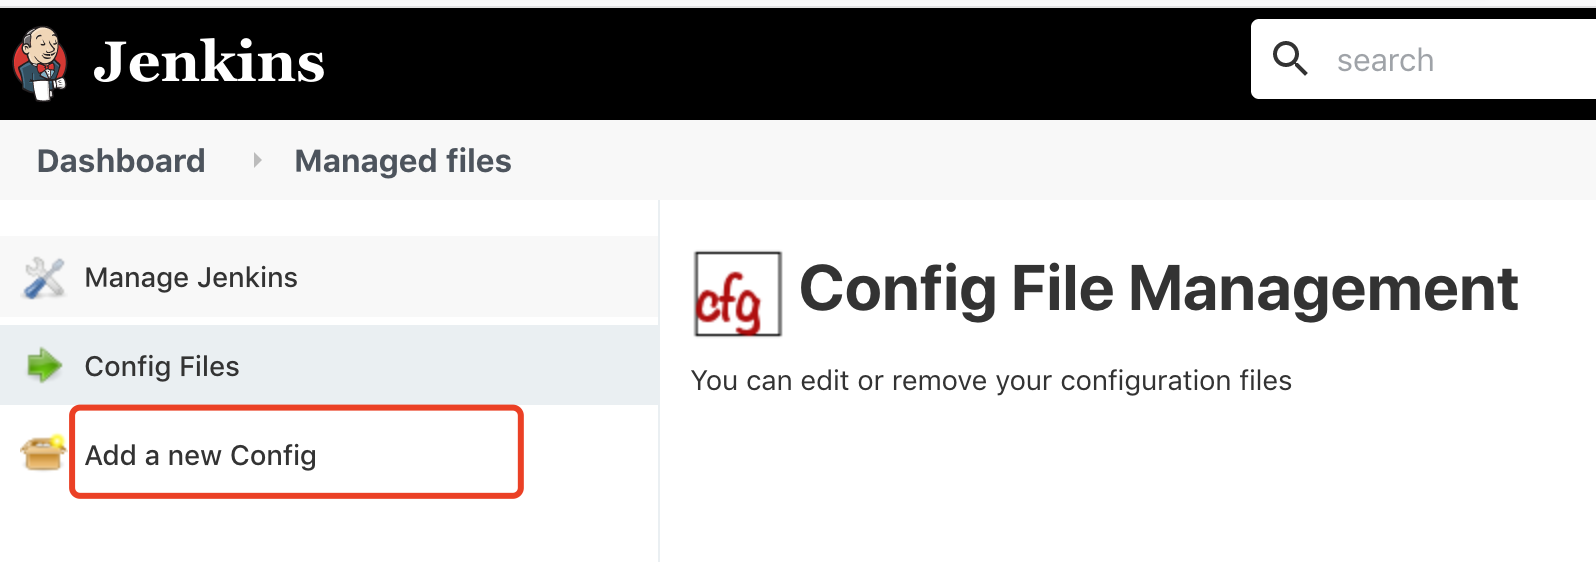 Jenkins
search
Dashboard
Managed files
Manage Jenkins
Config Files
Add a new Config
cfg
Config File Management
You can edit or remove your configuration files